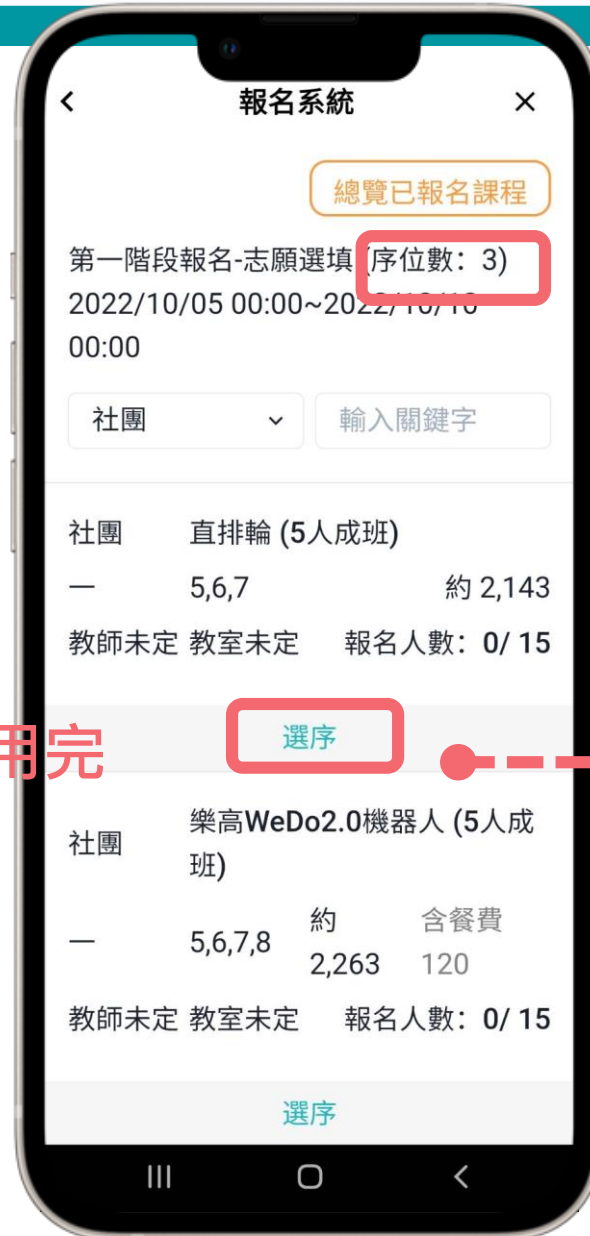 報名系統
總覽已報名課程
第一階段報名-志願選填 (序位數：3)
2022/10/05 00:00~2022/10/10
00:00
社團 輸入關鍵字
社團 直排輪 (5人成班)
一 5,6,7 約 2,143
教師未定 教室未定 報名人數：0/ 15
用完
選序
社團 樂高WeDo2.0機器人 (5人成
班)
一 5,6,7,8 約 2,263 含餐費 120
教師未定 教室未定 報名人數：0/ 15
選序